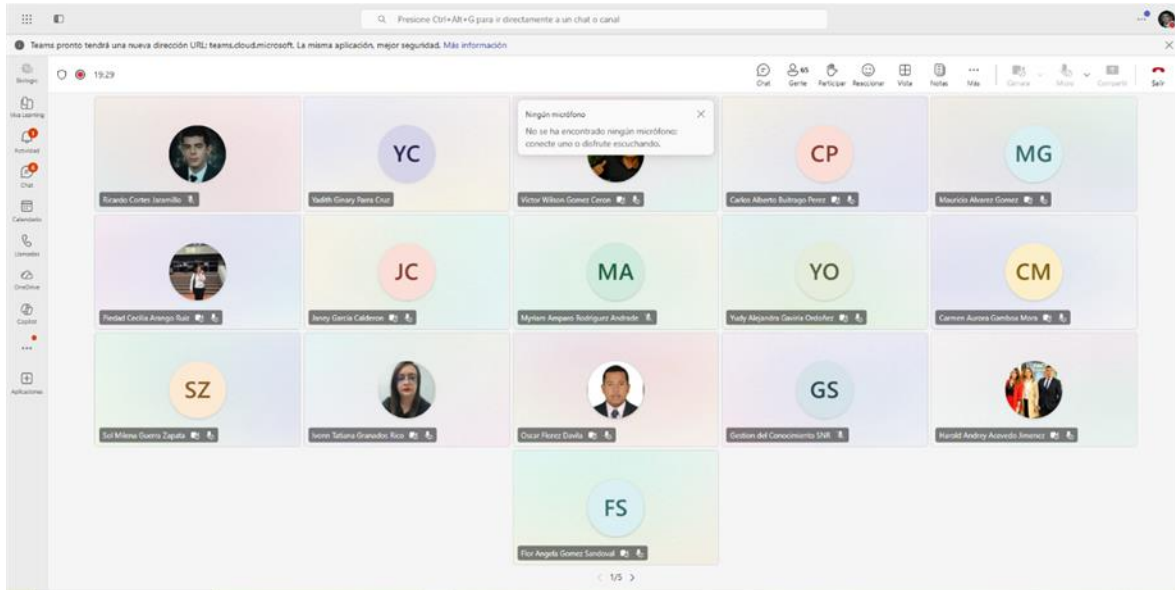 Presione Ctrl+Alt+G para ir directamente a un chat o canal
Teams pronto tendrá una nueva dirección URL: teams.cloud.microsoft. La misma aplicación, mejor seguridad. Más información
19:29
Chat
65
Gente
Participar
Reaccionar
Vista
Notas
Más
Cámara
Micro
Compartir
Salir
Viva Learning
Actividad
Chat
Calendario
Llamadas
OneDrive
Copilot
Aplicaciones
Ningún micrófono
No se ha encontrado ningún micrófono:
conecte uno o disfrute escuchando.
YC
CP
MG
Ricardo Cortes Jaramillo
Yadith Ginary Parra Cruz
Victor Wilson Gomez Ceron
Carlos Alberto Buitrago Perez
Mauricio Alvarez Gomez
JC
MA
YO
CM
Piedad Cecilia Arango Ruiz
Janey Garcia Calderon
Myriam Amparo Rodriguez Andrade
Yudy Alejandra Gaviria Ordoñez
Carmen Aurora Gamboa Mora
SZ
GS
Sol Milena Guerra Zapata
Ivonn Tatiana Granados Rico
Oscar Florez Davila
Gestion del Conocimiento SNR
Harold Andrey Acevedo Jimenez
FS
Flor Angela Gomez Sandoval
1/5